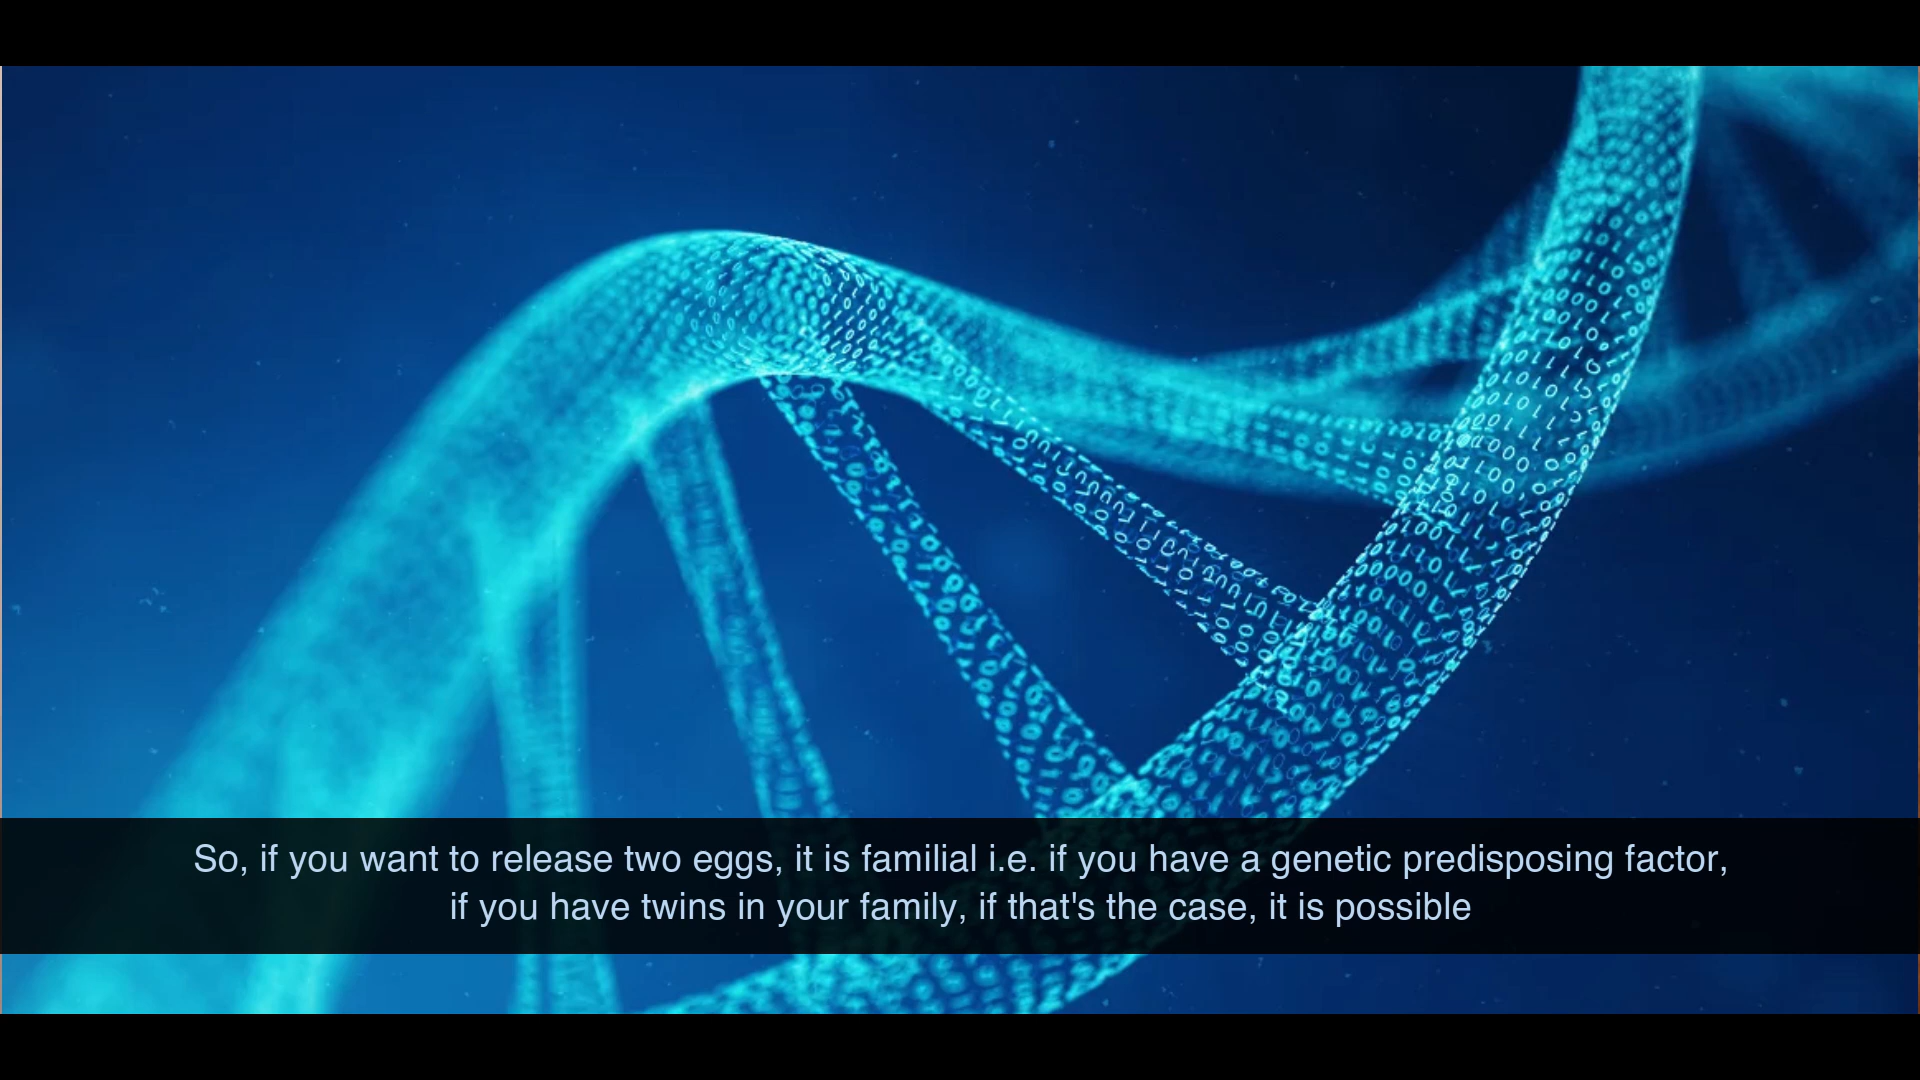 So, if you want to release two eggs, it is familial i.e. if you have a genetic predisposing factor,
if you have twins in your family, if that's the case, it is possible